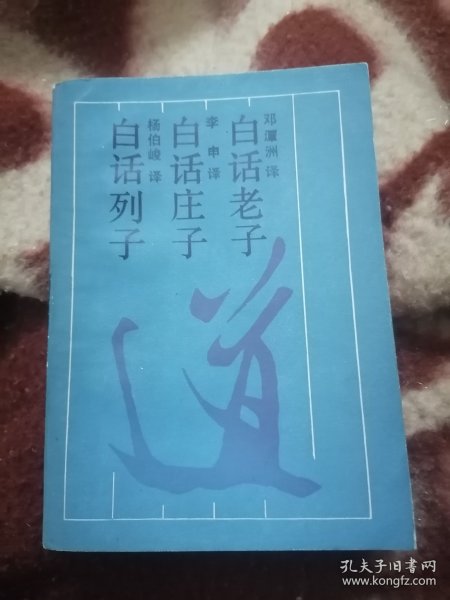 白话老子
邓潭洲 译
白话庄子
李申 译
白话列子
杨伯峻 译
道
孔夫子旧书网
www.kongfz.com